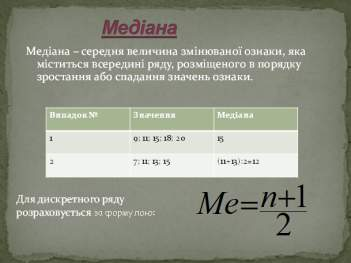 Медіана
Медіана – середня величина змінюваної ознаки, яка
міститься всередині ряду, розміщеного в порядку
зростання або спадання значень ознаки.
Випадок № Значення Медіана
1 9; 11; 15; 18; 20 15
2 7; 11; 13; 15 (11+13):2=12
Для дискретного ряду
розраховується за формулою:
Me=n+1
2